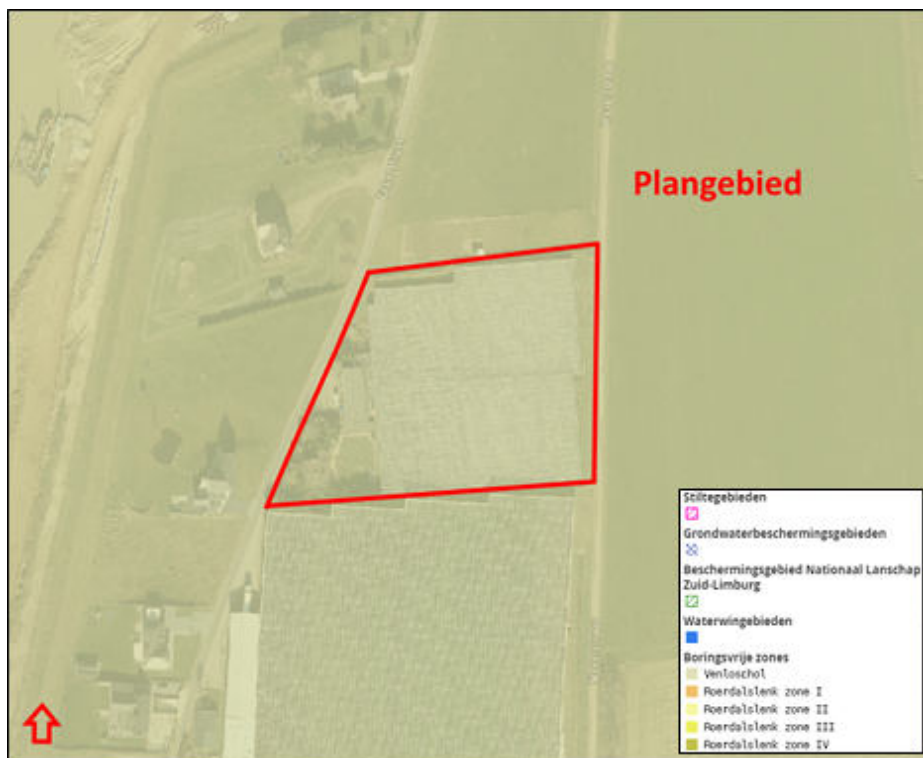 Plangebied
Stiltegebieden
Grondwaterbeschermingsgebieden
Beschermingsgebied Nationaal Lanschap
Zuid-Limburg
Waterwingebieden
Boringsvrije zones
Venloschol
Roerdalslenk zone I
Roerdalslenk zone II
Roerdalslenk zone III
Roerdalslenk zone IV